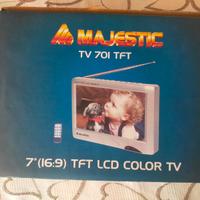 MAJESTIC
TV 701 TFT
7"(16:9) TFT LCD COLOR TV